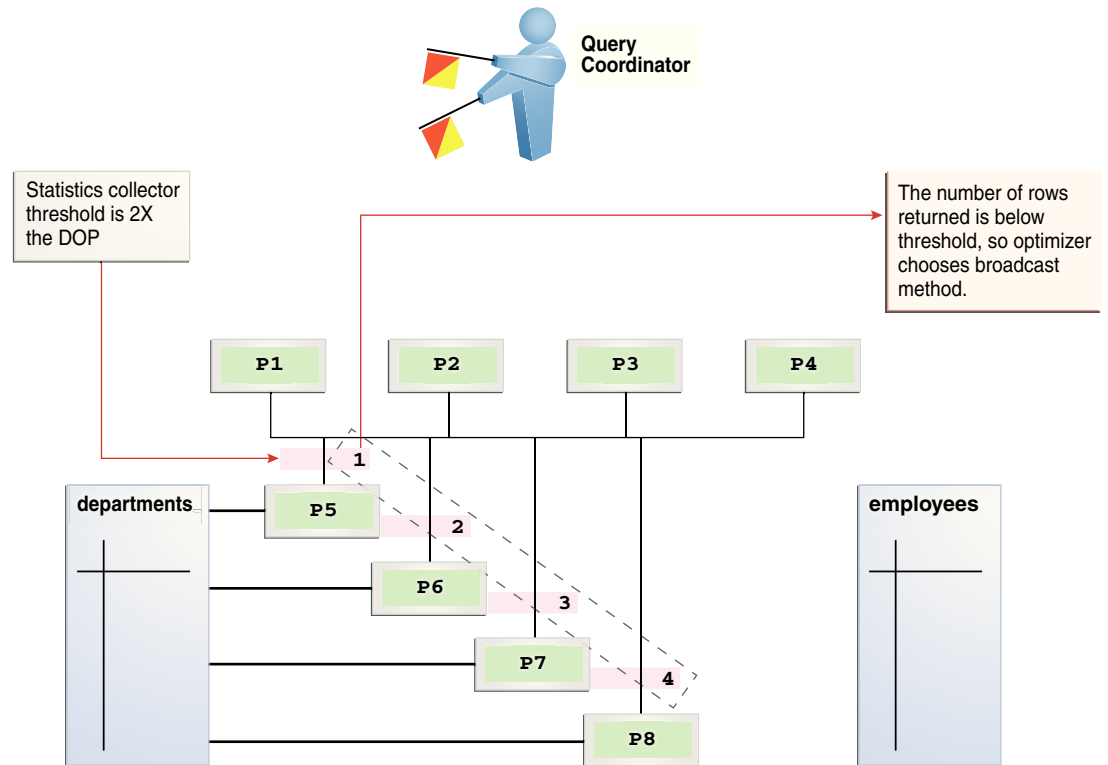 Query
Coordinator
Statistics collector
threshold is 2X
the DOP
The number of rows
returned is below
threshold, so optimizer
chooses broadcast
method.
P1
P2
P3
P4
1
departments
P5
employees
2
P6
3
P7
4
P8